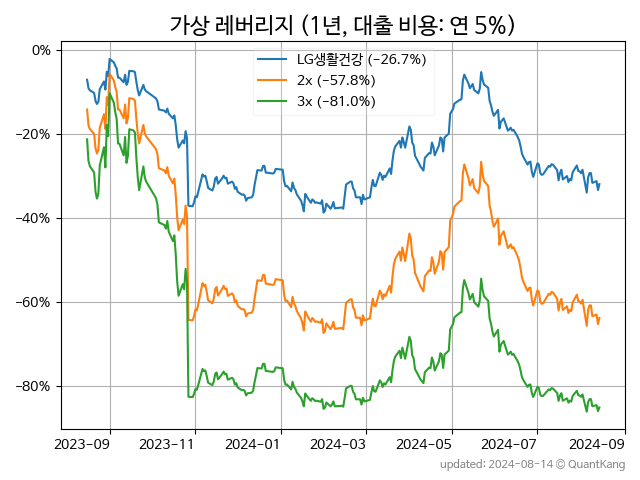 가상 레버리지 (1년, 대출 비용: 연 5%)
LG생활건강 (−26.7%)
2x (−57.8%)
3x (−81.0%)
0%
−20%
−40%
−60%
−80%
2023−09 2023−11 2024−01 2024−03 2024−05 2024−07 2024−09
updated: 2024-08-14 © QuantKang